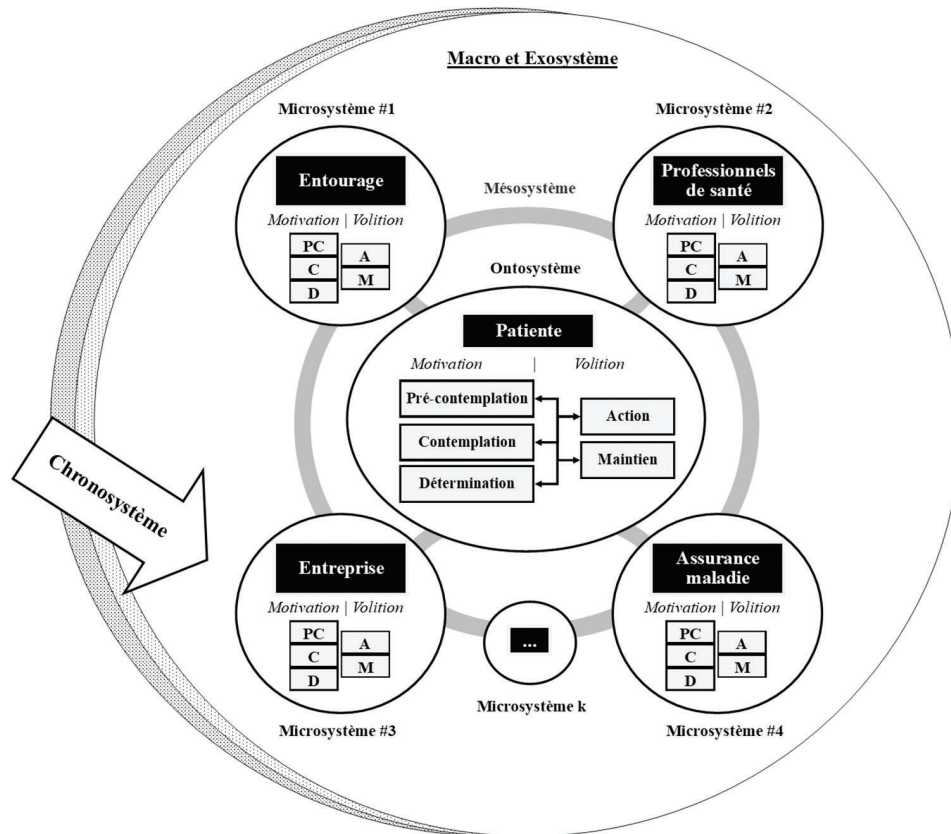 Macro et Exosystème
Microsystème #1
Entourage
Motivation | Volition
PC
C
D
A
M
Microsystème #2
Professionnels
de santé
Motivation | Volition
PC
C
D
A
M
Mésosystème
Ontosystème
Patiente
Motivation | Volition
Pré-contemplation
Contemplation
Détermination
Action
Maintien
Chronosystème
Entreprise
Motivation | Volition
PC
C
D
A
M
Microsystème #3
...
Microsystème k
Assurance
maladie
Motivation | Volition
PC
C
D
A
M
Microsystème #4